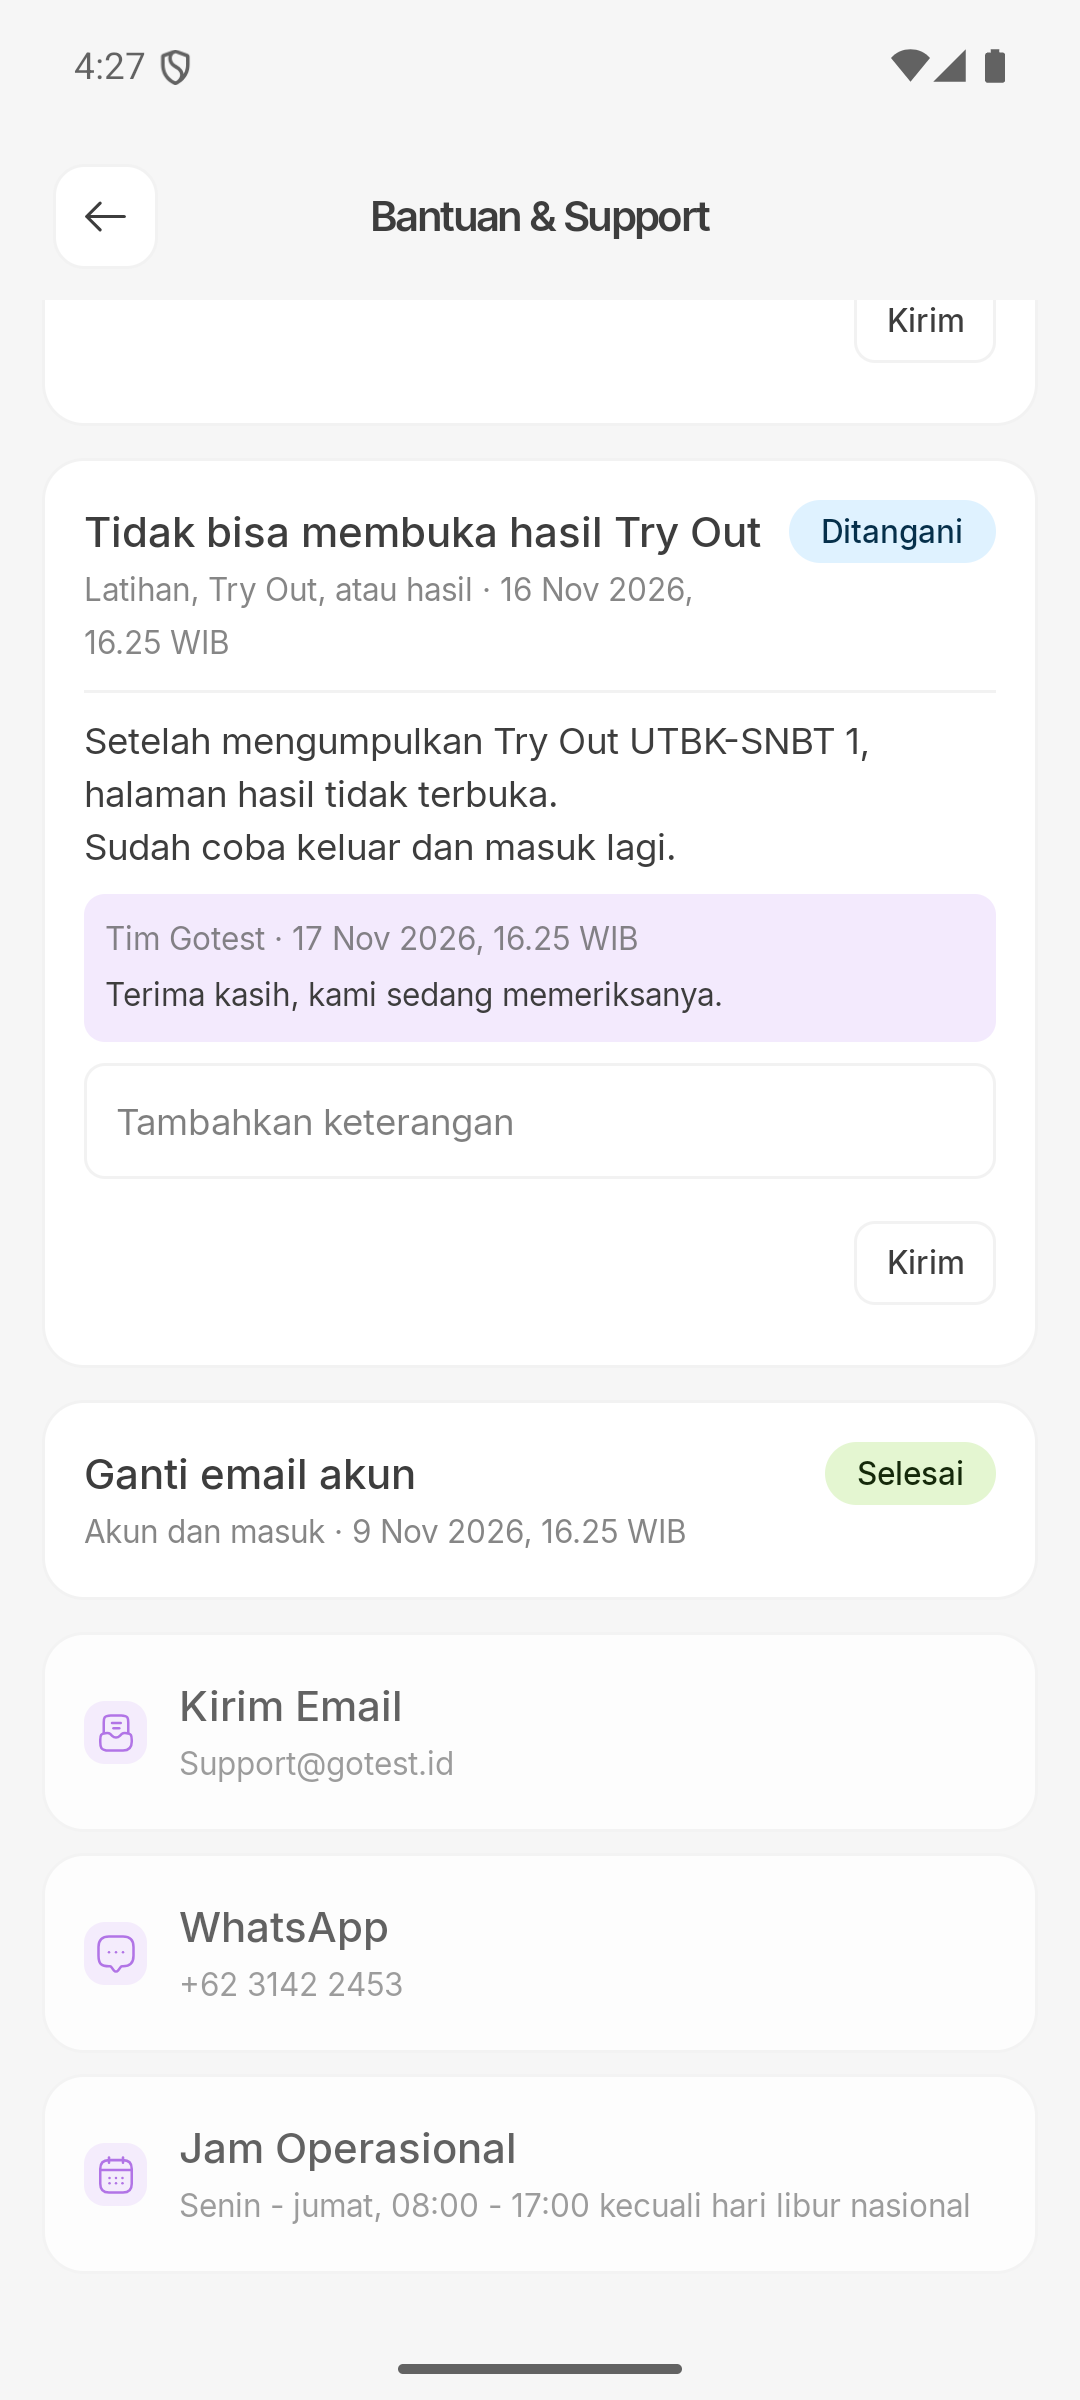 4:27
Bantuan & Support
Kirim
Tidak bisa membuka hasil Try Out
Ditangani
Latihan, Try Out, atau hasil · 16 Nov 2026,
16.25 WIB
Setelah mengumpulkan Try Out UTBK-SNBT 1,
halaman hasil tidak terbuka.
Sudah coba keluar dan masuk lagi.
Tim Gotest · 17 Nov 2026, 16.25 WIB
Terima kasih, kami sedang memeriksanya.
Tambahkan keterangan
Kirim
Ganti email akun
Selesai
Akun dan masuk · 9 Nov 2026, 16.25 WIB
Kirim Email
Support@gotest.id
WhatsApp
+62 3142 2453
Jam Operasional
Senin - jumat, 08:00 - 17:00 kecuali hari libur nasional